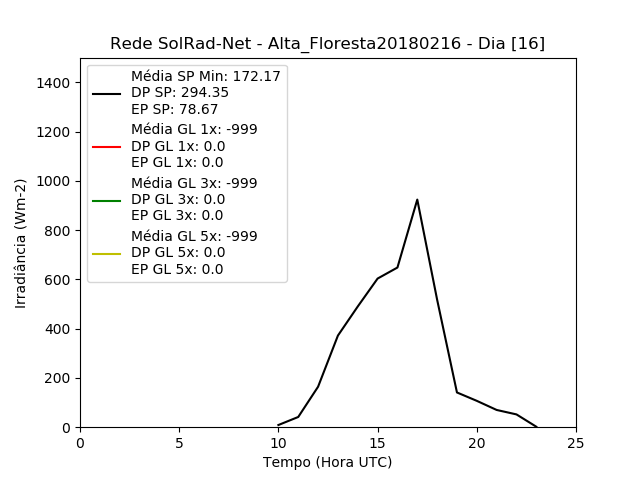 Rede SolRad-Net - Alta_Floresta20180216 - Dia [16]
Média SP Min: 172.17
DP SP: 294.35
EP SP: 78.67
Média GL 1x: -999
DP GL 1x: 0.0
EP GL 1x: 0.0
Média GL 3x: -999
DP GL 3x: 0.0
EP GL 3x: 0.0
Média GL 5x: -999
DP GL 5x: 0.0
EP GL 5x: 0.0
Irradiância (Wm-2)
1400
1200
1000
800
600
400
200
0
0 5 10 15 20 25
Tempo (Hora UTC)